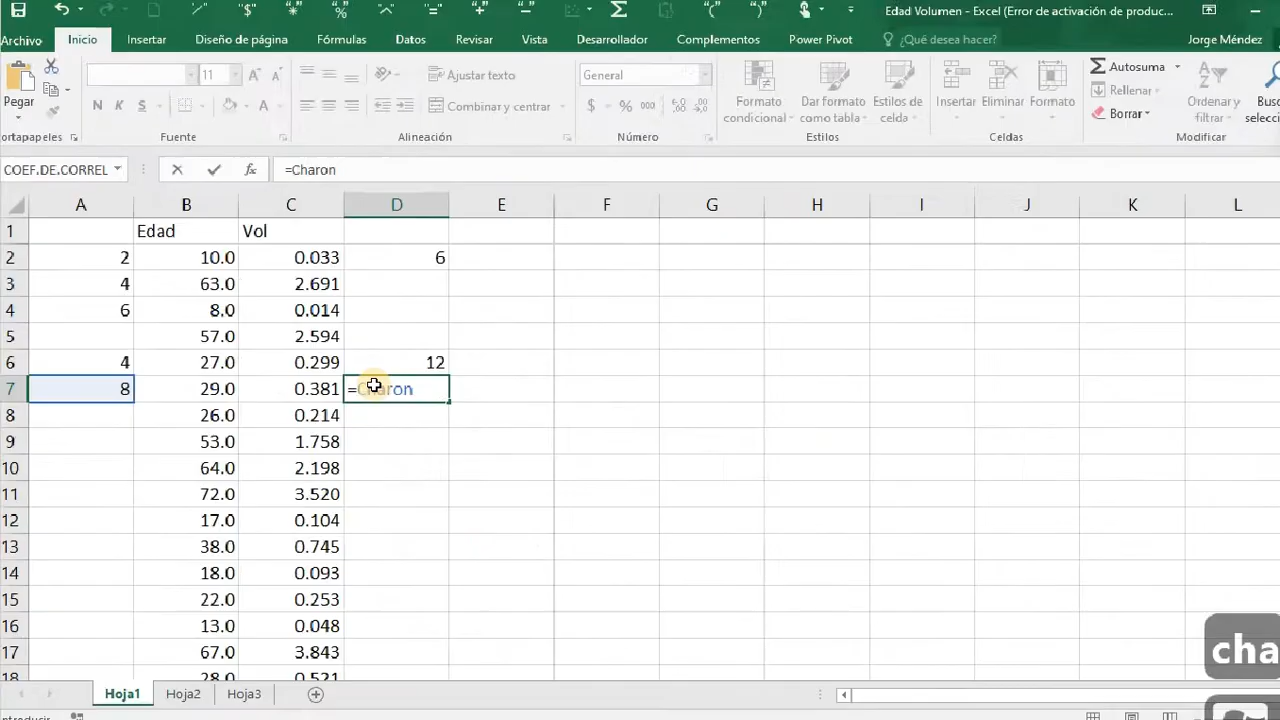 Edad Volumen - Excel (Error de activación de produc...
Archivo Inicio Insertar Diseño de página Fórmulas Datos Revisar Vista Desarrollador Complementos Power Pivot ¿Qué desea hacer? Jorge Méndez
Pegar
11
Ajustar texto
General
Autosuma
Rellenar
N K S
Combinar y centrar
$ % 000
Formato condicional
Dar formato como tabla
Estilos de celda
Insertar Eliminar Formato
Borrar
Ordenar y filtrar
ortapapeles Fuente Alineación Número Estilos Celdas Modificar
COEF.DE.CORREL fx =Charon
A B C D E F G H I J K L
1 Edad Vol
2 2 10.0 0.033 6
3 4 63.0 2.691
4 6 8.0 0.014
5 57.0 2.594
6 4 27.0 0.299 12
7 8 29.0 0.381 =Charon
8 26.0 0.214
9 53.0 1.758
10 64.0 2.198
11 72.0 3.520
12 17.0 0.104
13 38.0 0.745
14 18.0 0.093
15 22.0 0.253
16 13.0 0.048
17 67.0 3.843
18 28.0 0.521
cha
Hoja1 Hoja2 Hoja3